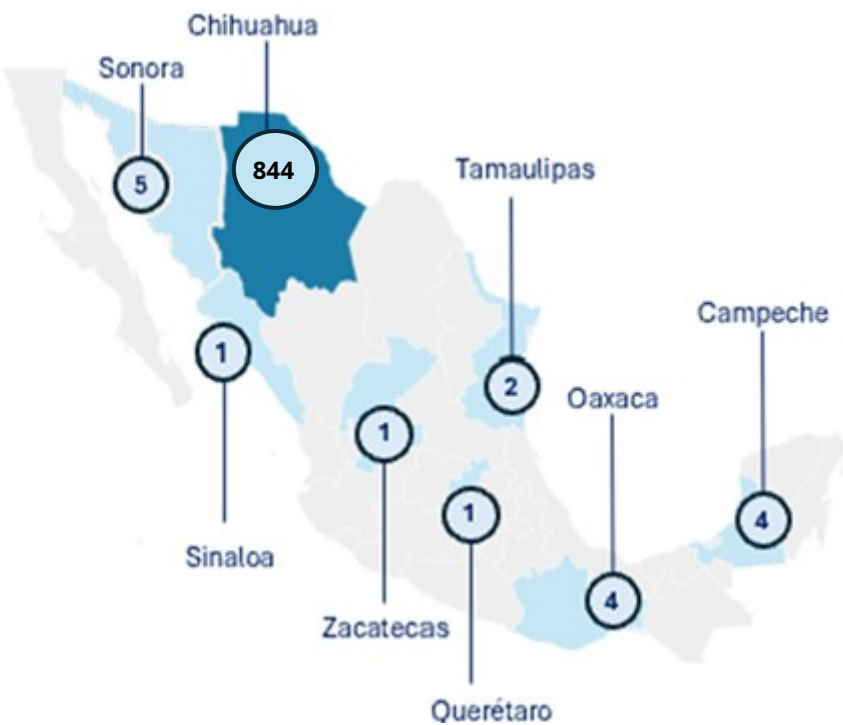 Chihuahua
Sonora
844
5
Tamaulipas
Campeche
1
2
Oaxaca
1
1
4
Sinaloa
4
Zacatecas
Querétaro